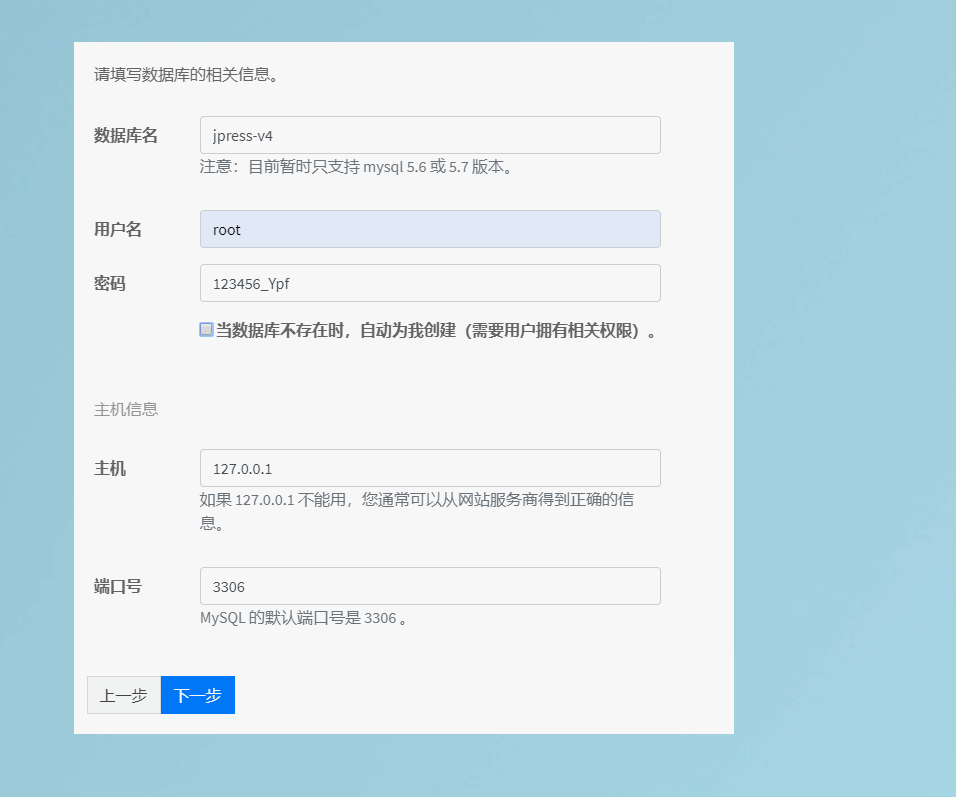 请填写数据库的相关信息。
数据库名
jpress-v4
注意：目前暂时只支持 mysql 5.6 或 5.7 版本。
用户名
root
密码
123456_Ypf
当数据库不存在时，自动为我创建（需要用户拥有相关权限）。
主机信息
主机
127.0.0.1
如果 127.0.0.1 不能用，您通常可以从网站服务商得到正确的信
息。
端口号
3306
MySQL 的默认端口号是 3306 。
上一步 下一步